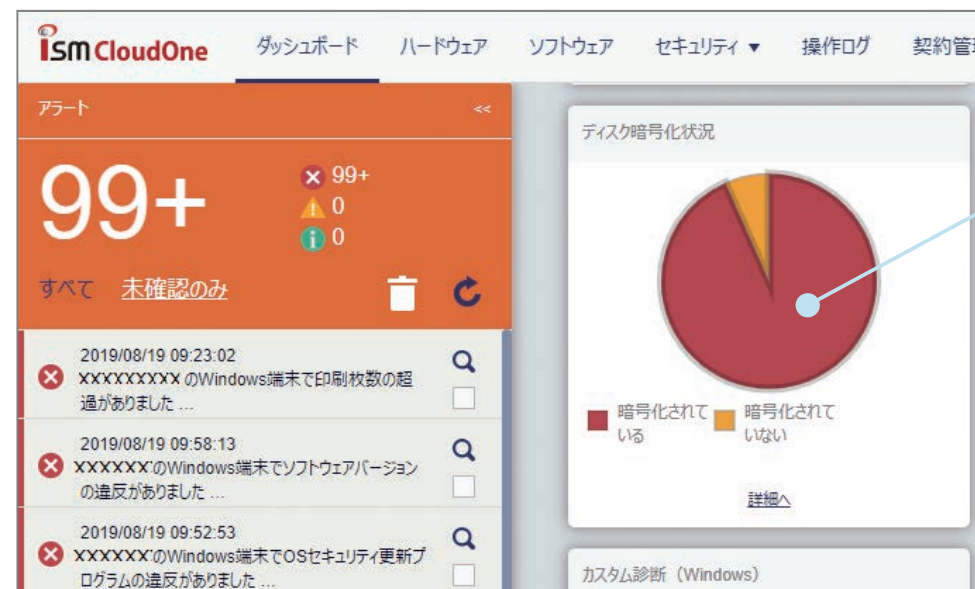 ISM CloudOne
ダッシュボード ハードウェア ソフトウェア セキュリティ ▼ 操作ログ 契約管
アラート <<
99+
99+
0
0
すべて 未確認のみ
2019/08/19 09:23:02
XXXXXXXXX のWindows端末で印刷枚数の超
過がありました ...
2019/08/19 09:58:13
XXXXXX のWindows端末でソフトウェアバージョン
の違反がありました ...
2019/08/19 09:52:53
XXXXXX のWindows端末でOSセキュリティ更新プ
ログラムの違反がありました ...
ディスク暗号化状況
暗号化されて
いる
暗号化されて
いない
詳細へ
カスタム診断（Windows）